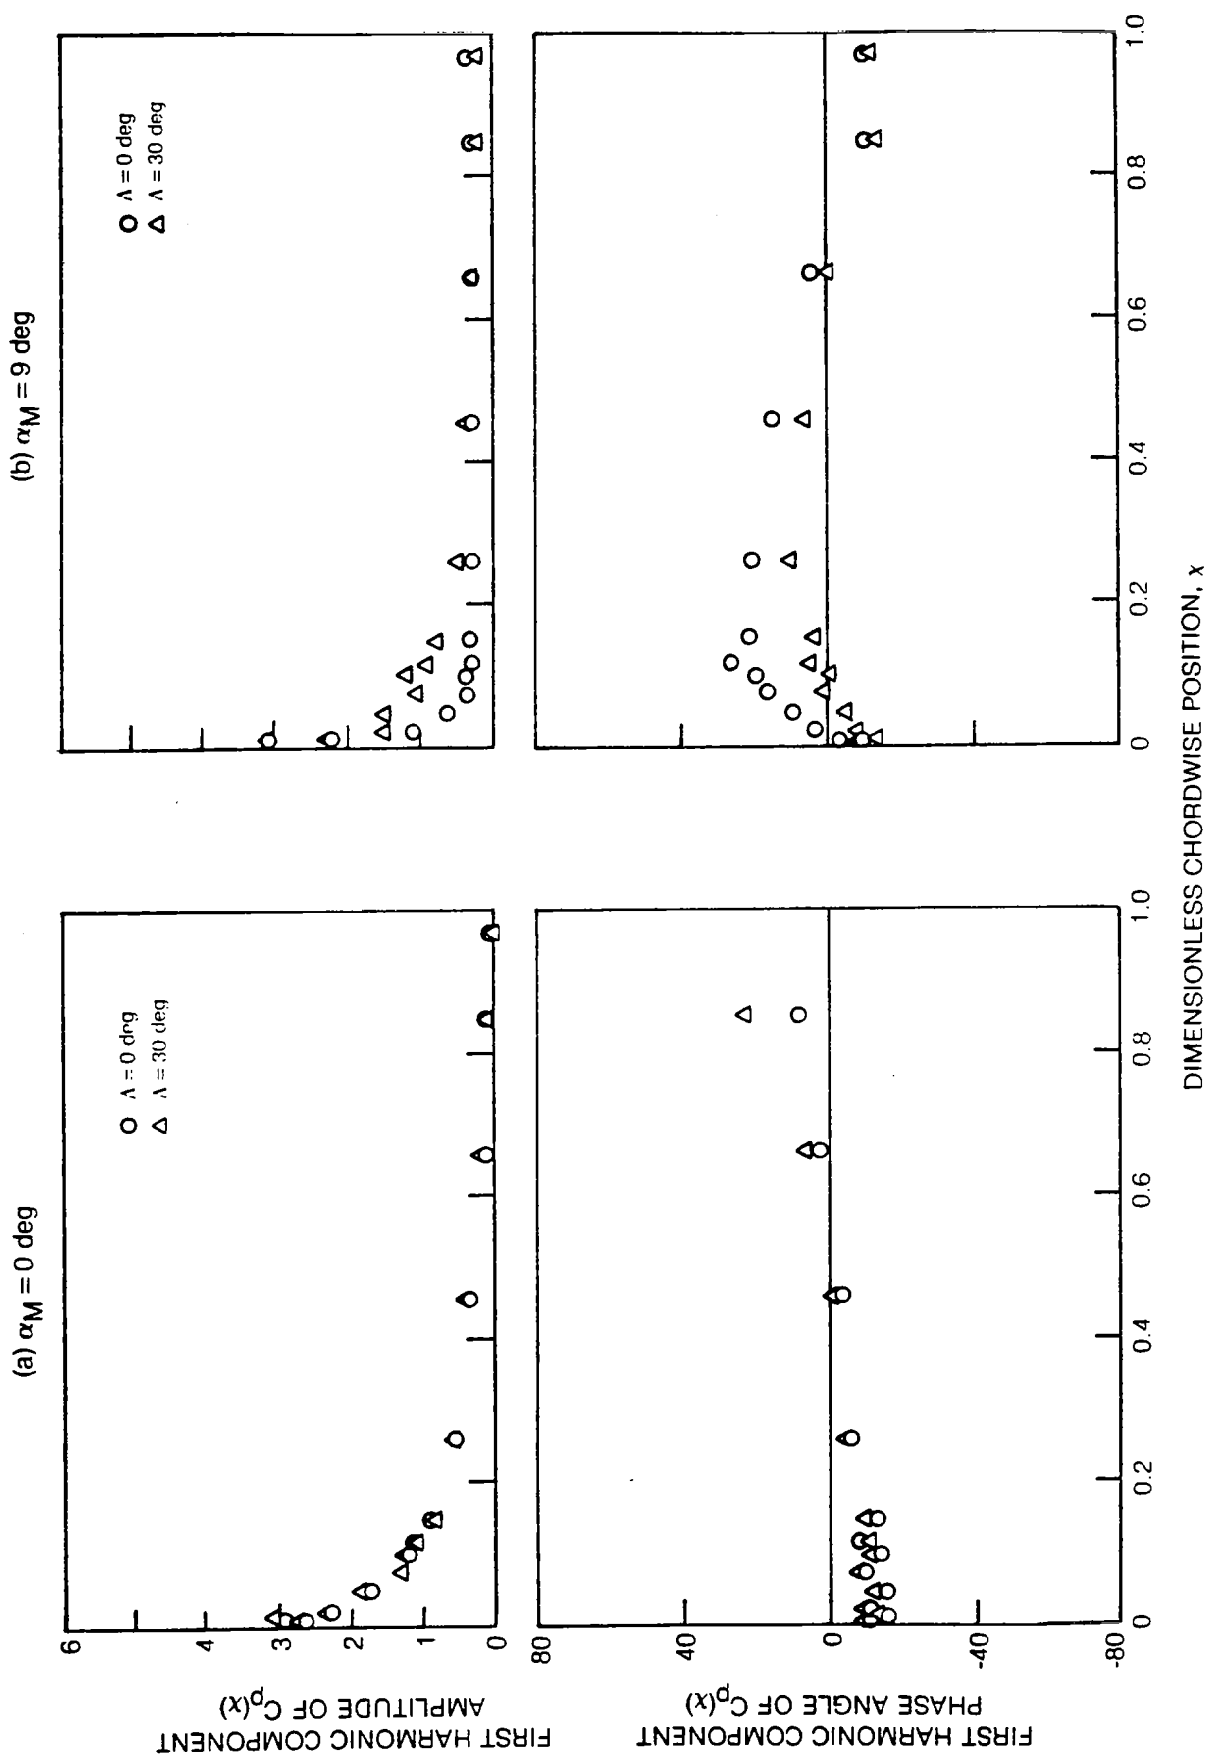 (a) αM = 0 deg
(b) αM = 9 deg
FIRST HARMONIC COMPONENT
AMPLITUDE OF Cp(χ)
6
4
3
2
1
0
Λ = 0 deg
Λ = 30 deg
Λ = 0 deg
Λ = 30 deg
FIRST HARMONIC COMPONENT
PHASE ANGLE OF Cp(χ)
80
40
0
-40
-80
0
0.2
0.4
0.6
0.8
1.0
0
0.2
0.4
0.6
0.8
1.0
DIMENSIONLESS CHORDWISE POSITION, χ